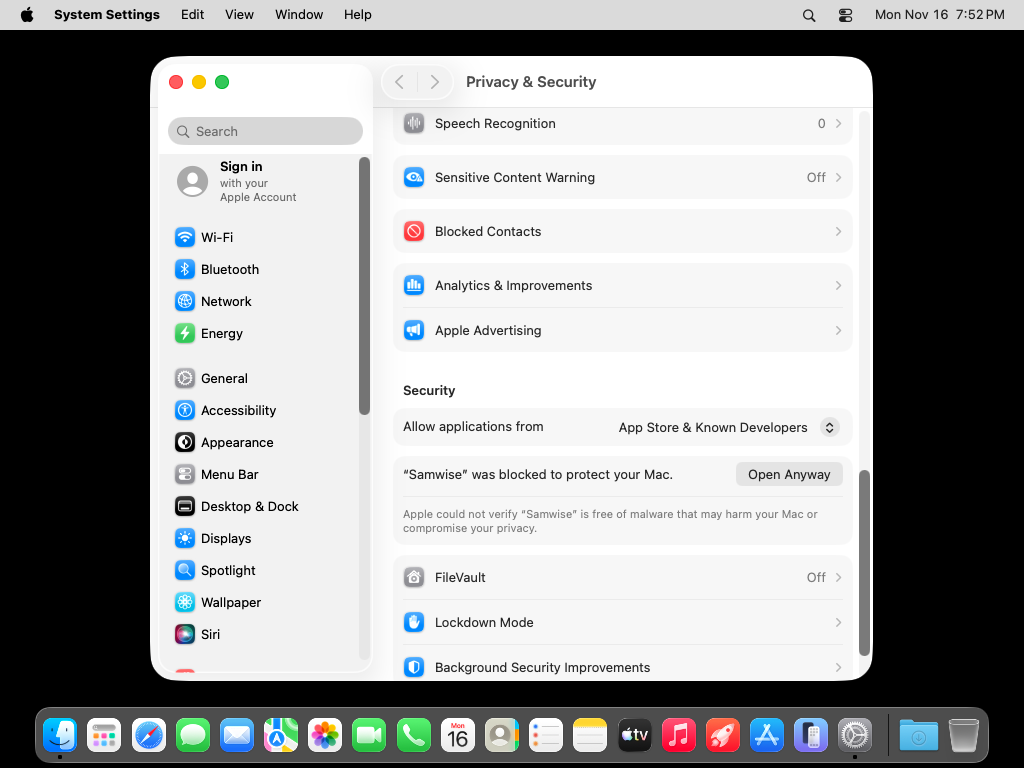 System Settings Edit View Window Help Mon Nov 16 7:52 PM
Privacy & Security
Search
Sign in
with your
Apple Account
Wi-Fi
Bluetooth
Network
Energy
General
Accessibility
Appearance
Menu Bar
Desktop & Dock
Displays
Spotlight
Wallpaper
Siri
Speech Recognition 0
Sensitive Content Warning Off
Blocked Contacts
Analytics & Improvements
Apple Advertising
Security
Allow applications from App Store & Known Developers
“Samwise” was blocked to protect your Mac. Open Anyway
Apple could not verify “Samwise” is free of malware that may harm your Mac or
compromise your privacy.
FileVault Off
Lockdown Mode
Background Security Improvements
Mon
16
tv